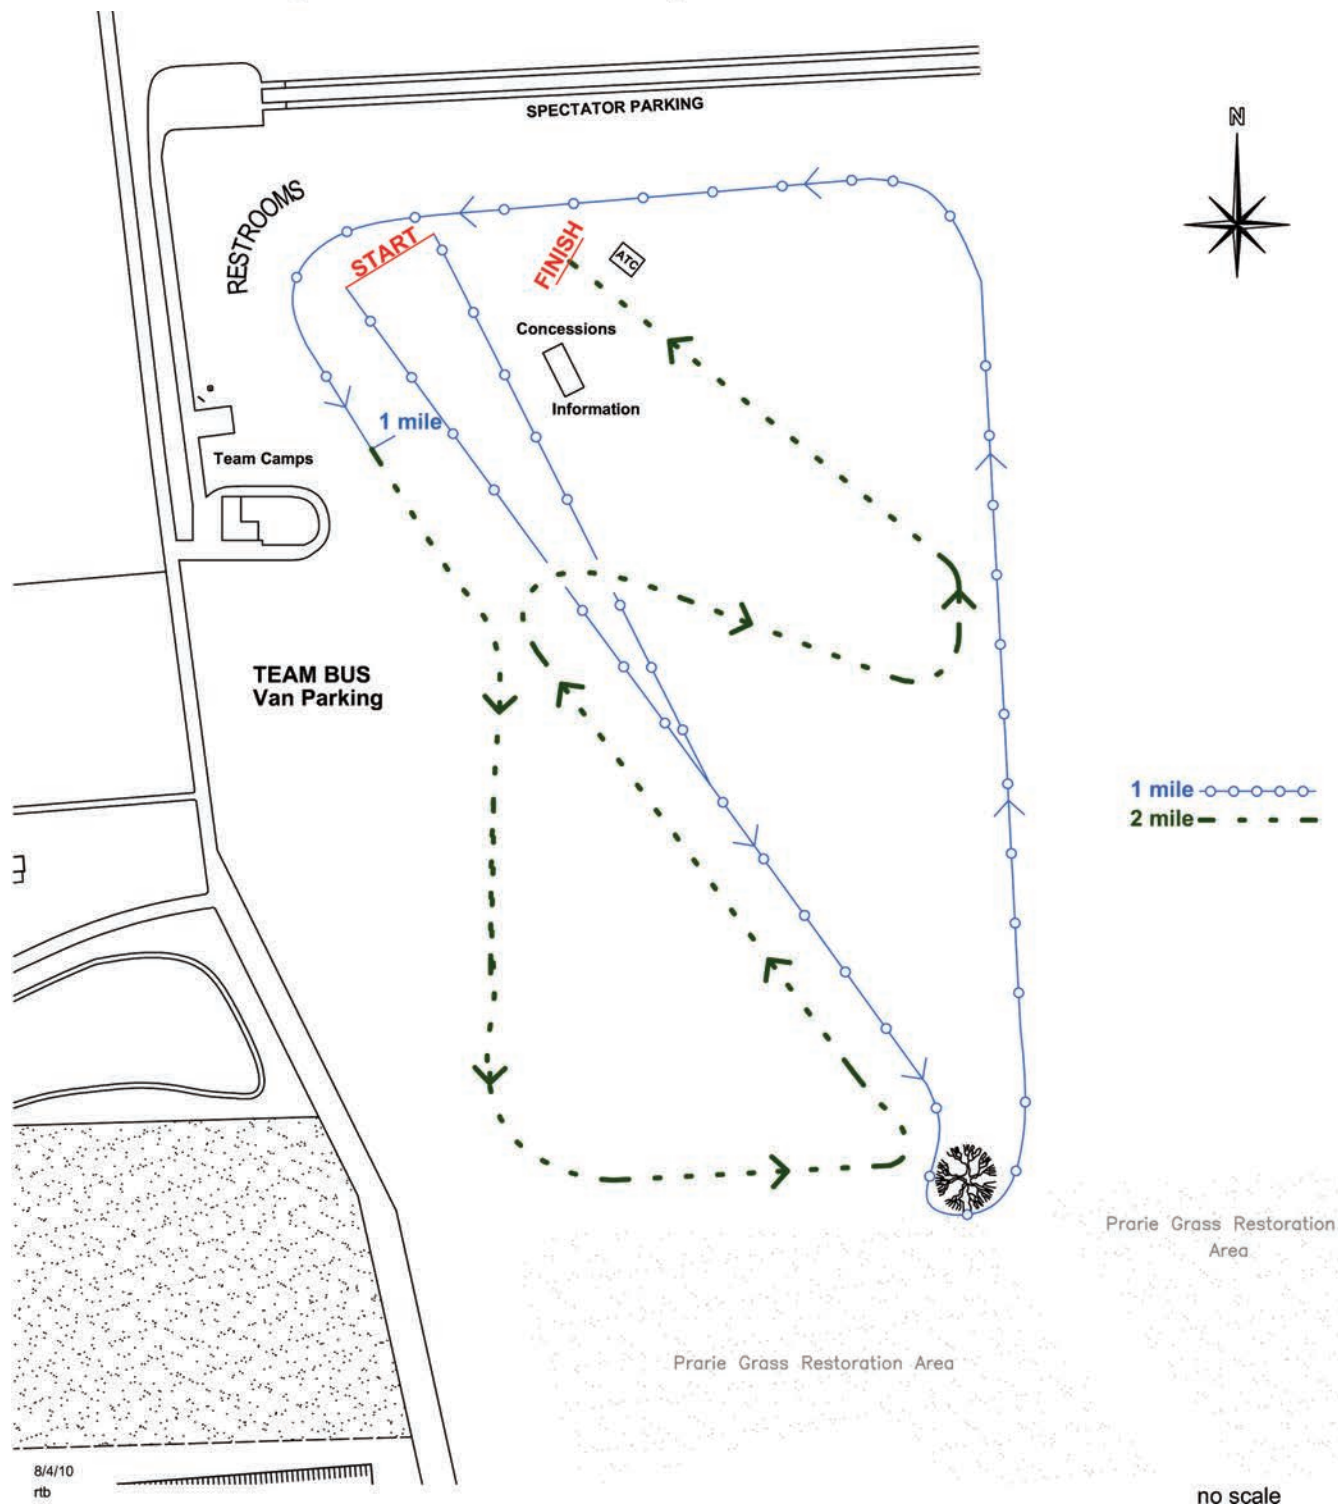 N
SPECTATOR PARKING
RESTROOMS
START
FINISH
ATC
Concessions
Information
1 mile
Team Camps
TEAM BUS
Van Parking
1 mile
2 mile
Prarie Grass Restoration
Area
Prarie Grass Restoration Area
8/4/10
rtb
no scale